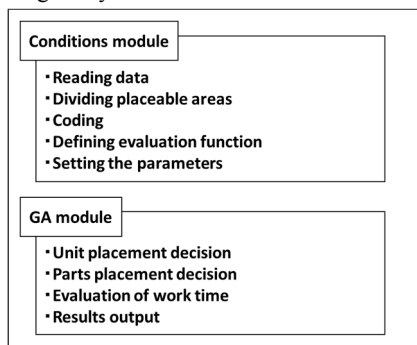 Conditions module
・Reading data
・Dividing placeable areas
・Coding
・Defining evaluation function
・Setting the parameters
GA module
・Unit placement decision
・Parts placement decision
・Evaluation of work time
・Results output